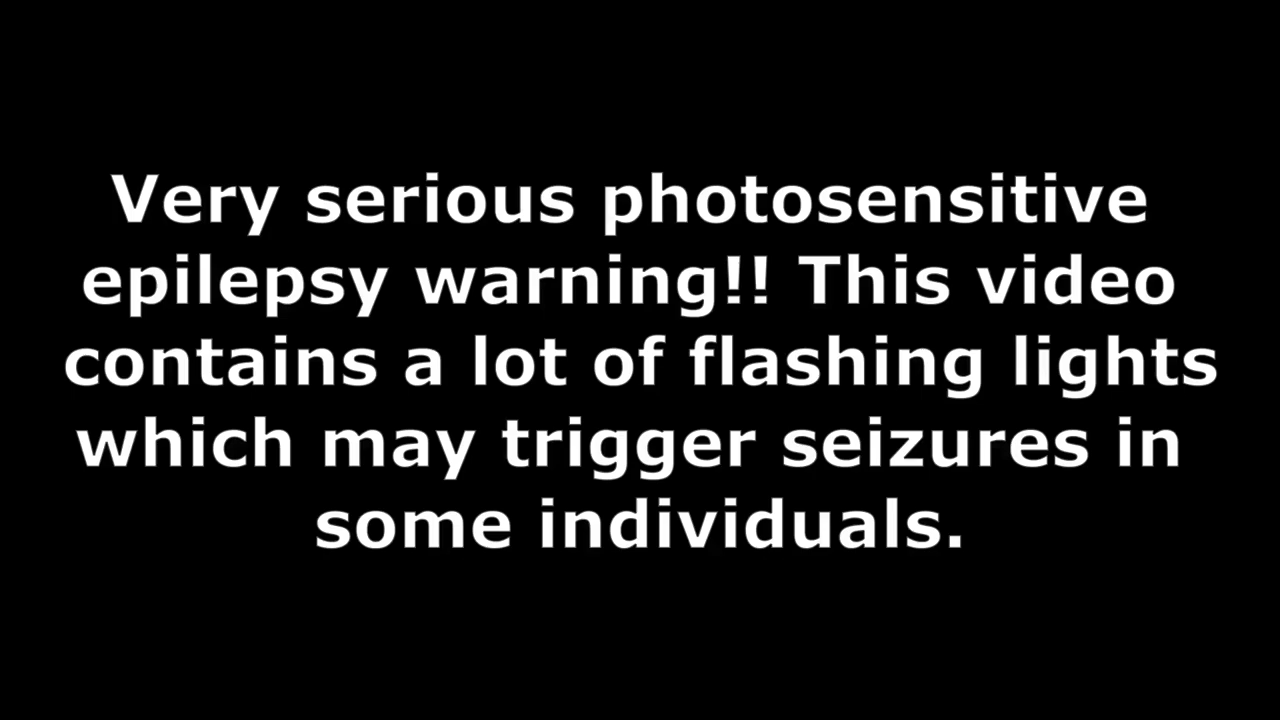 Very serious photosensitive
epilepsy warning!! This video
contains a lot of flashing lights
which may trigger seizures in
some individuals.